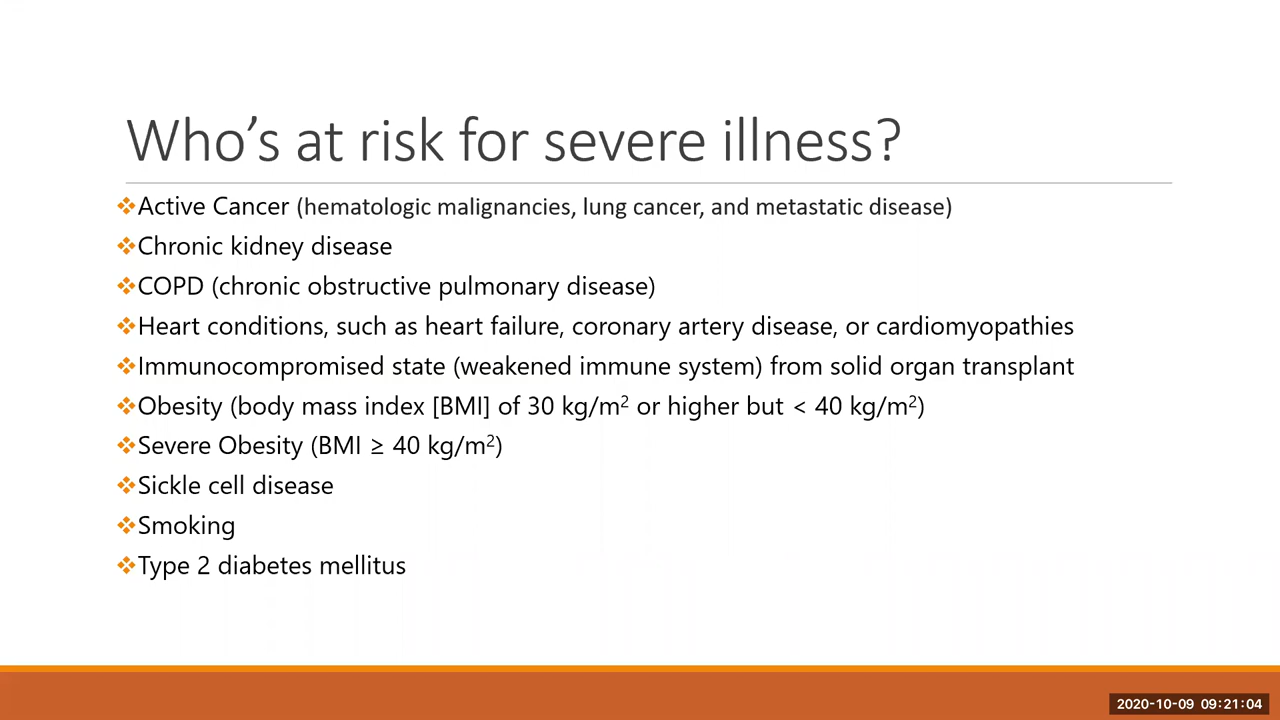 Who’s at risk for severe illness?
❖Active Cancer (hematologic malignancies, lung cancer, and metastatic disease)
❖Chronic kidney disease
❖COPD (chronic obstructive pulmonary disease)
❖Heart conditions, such as heart failure, coronary artery disease, or cardiomyopathies
❖Immunocompromised state (weakened immune system) from solid organ transplant
❖Obesity (body mass index [BMI] of 30 kg/m² or higher but < 40 kg/m²)
❖Severe Obesity (BMI ≥ 40 kg/m²)
❖Sickle cell disease
❖Smoking
❖Type 2 diabetes mellitus
2020-10-09 09:21:04